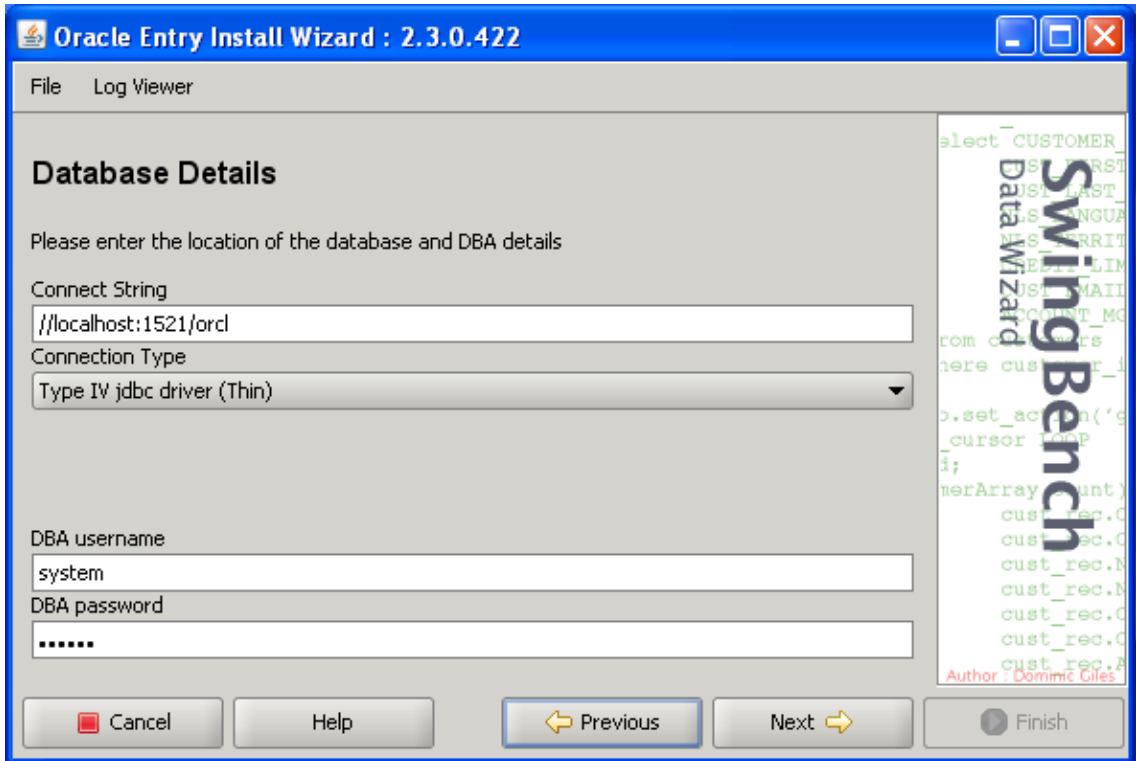 Oracle Entry Install Wizard : 2.3.0.422
File Log Viewer
Database Details
Please enter the location of the database and DBA details
Connect String
//localhost:1521/orcl
Connection Type
Type IV jdbc driver (Thin)
DBA username
system
DBA password
••••••
SwingBench
Data Wizard
Author : Dominic Giles
Cancel Help Previous Next Finish